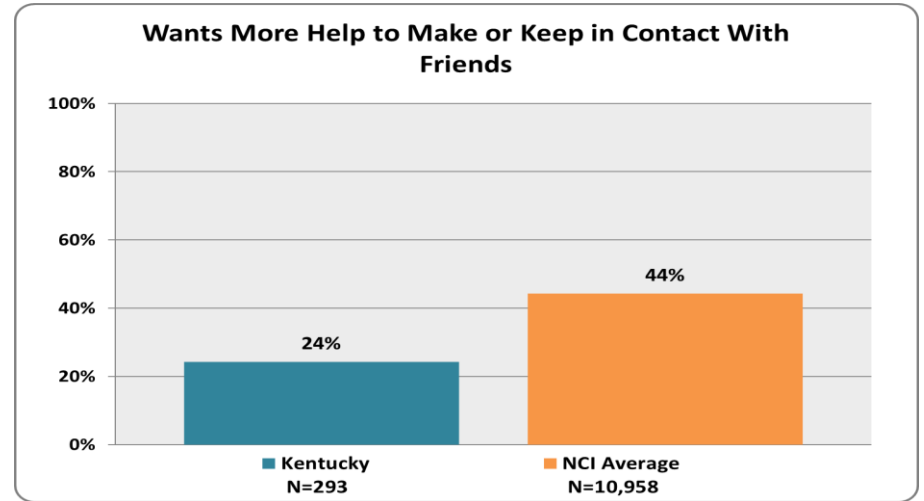 Wants More Help to Make or Keep in Contact With
Friends
100%
80%
60%
40%
20%
0%
24%
44%
Kentucky
N=293
NCI Average
N=10,958